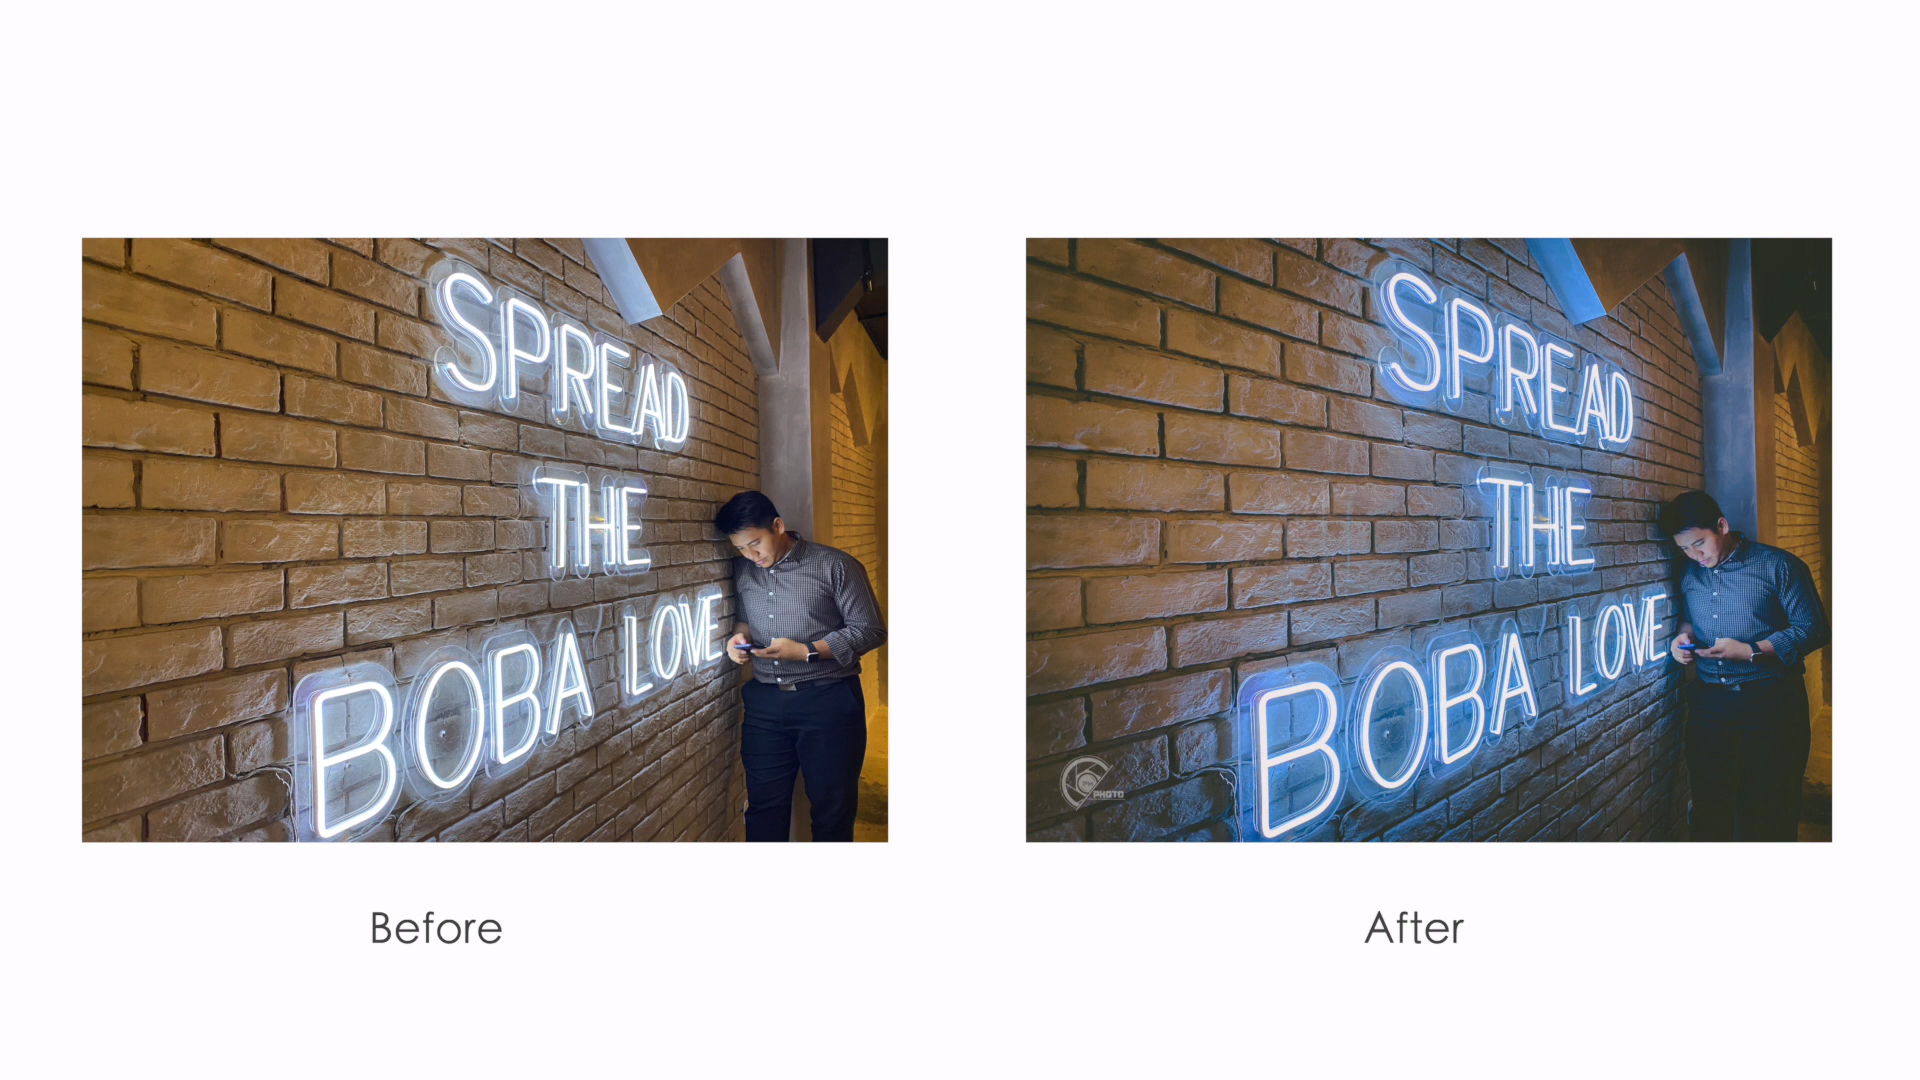 SPREAD
THE
BOBA LOVE
SPREAD
THE
BOBA LOVE
PHOTO
Before
After